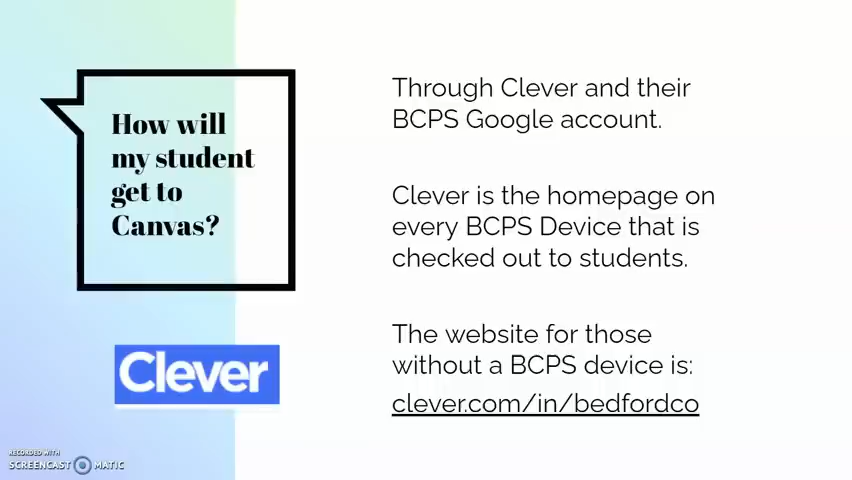 How will
my student
get to
Canvas?
Clever
Through Clever and their
BCPS Google account.
Clever is the homepage on
every BCPS Device that is
checked out to students.
The website for those
without a BCPS device is:
clever.com/in/bedfordco
RECORDED WITH
SCREENCAST MATIC